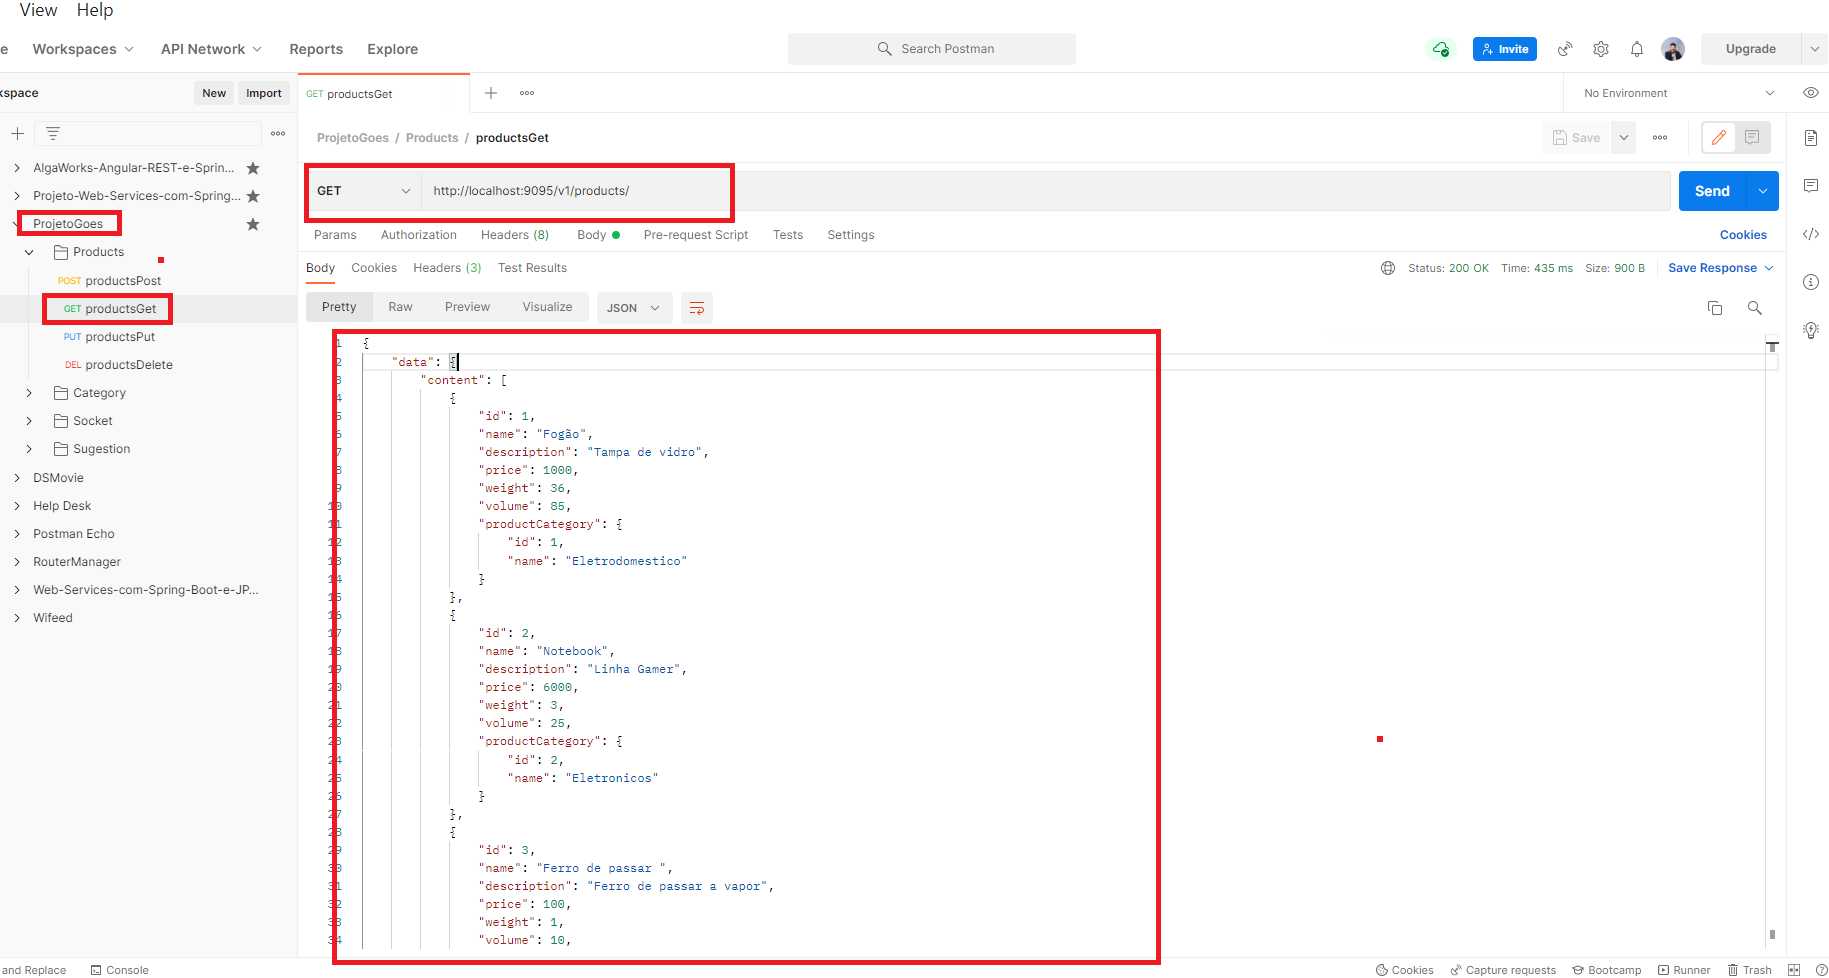 View Help
e Workspaces API Network Reports Explore
Search Postman
Invite
Upgrade
kspace
New Import
GET productsGet
No Environment
ProjetoGoes / Products / productsGet
Save
AlgaWorks-Angular-REST-e-Sprin...
Projeto-Web-Services-com-Spring...
ProjetoGoes
Products
POST productsPost
GET productsGet
PUT productsPut
DEL productsDelete
Category
Socket
Sugestion
DSMovie
Help Desk
Postman Echo
RouterManager
Web-Services-com-Spring-Boot-e-JP...
Wifeed
GET http://localhost:9095/v1/products/
Send
Params Authorization Headers (8) Body Pre-request Script Tests Settings
Cookies
Body Cookies Headers (3) Test Results
Status: 200 OK Time: 435 ms Size: 900 B Save Response
Pretty Raw Preview Visualize JSON
1 {
2 "data": {
3 "content": [
4 {
5 "id": 1,
6 "name": "Fogão",
7 "description": "Tampa de vidro",
8 "price": 1000,
9 "weight": 36,
10 "volume": 85,
11 "productCategory": {
12 "id": 1,
13 "name": "Eletrodomestico"
14 }
15 },
16 {
17 "id": 2,
18 "name": "Notebook",
19 "description": "Linha Gamer",
20 "price": 6000,
21 "weight": 3,
22 "volume": 25,
23 "productCategory": {
24 "id": 2,
25 "name": "Eletronicos"
26 }
27 },
28 {
29 "id": 3,
30 "name": "Ferro de passar ",
31 "description": "Ferro de passar a vapor",
32 "price": 100,
33 "weight": 1,
34 "volume": 10,
and Replace Console
Cookies Capture requests Bootcamp Runner Trash